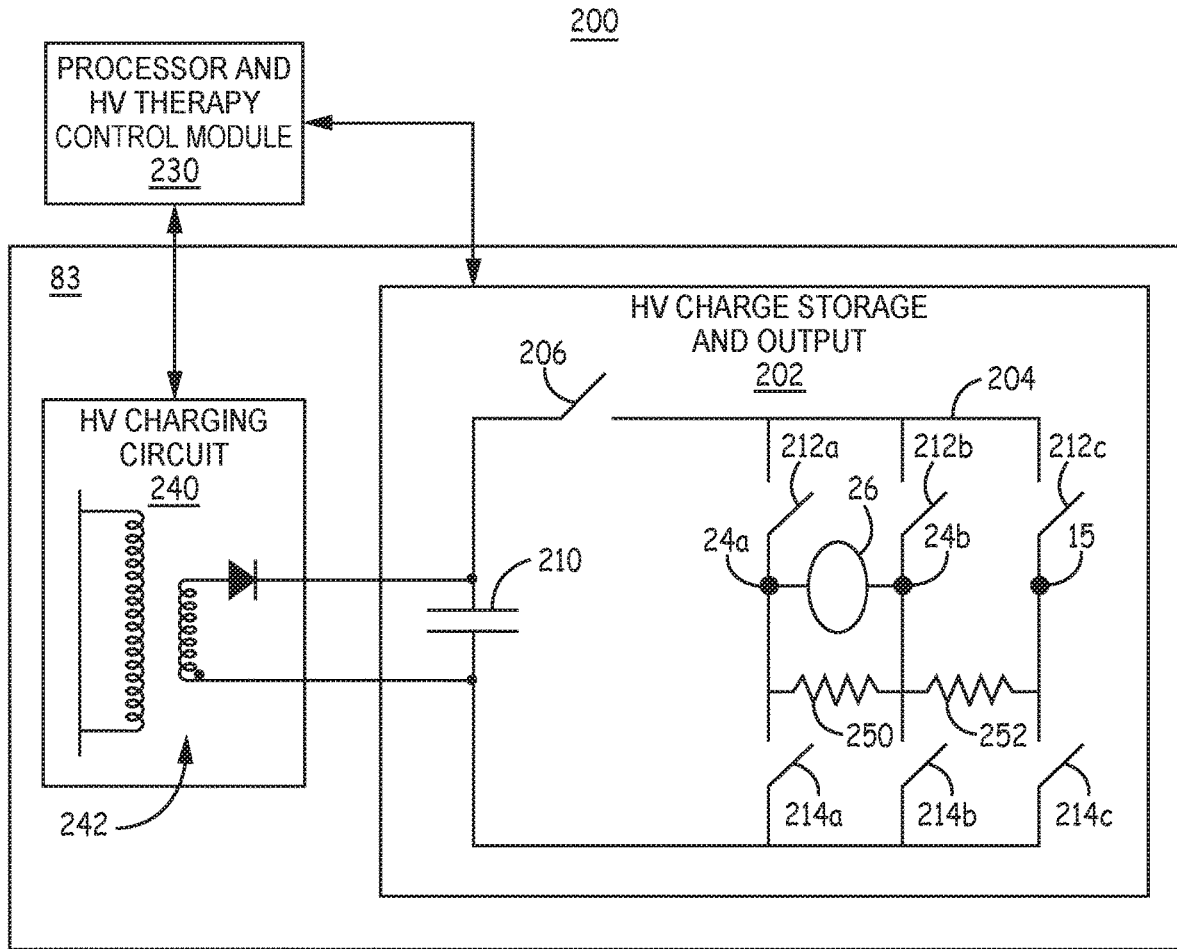 200
PROCESSOR AND
HV THERAPY
CONTROL MODULE
230
83
HV CHARGING
CIRCUIT
240
242
HV CHARGE STORAGE
AND OUTPUT
202
206
204
212a
212b
212c
26
24a
24b
15
210
250
252
214a
214b
214c